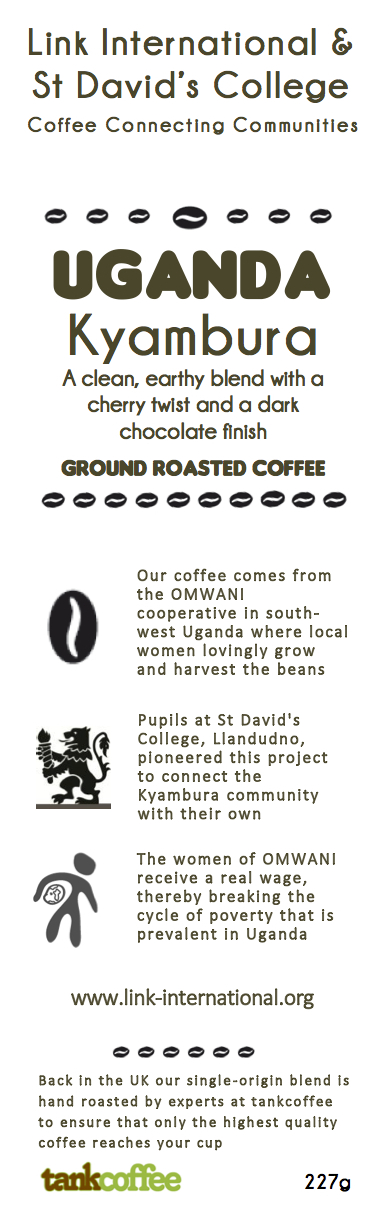 Link International &
St David's College
Coffee Connecting Communities
UGANDA
Kyambura
A clean, earthy blend with a
cherry twist and a dark
chocolate finish
GROUND ROASTED COFFEE
Our coffee comes from
the OMWANI
cooperative in south-
west Uganda where local
women lovingly grow
and harvest the beans
Pupils at St David's
College, Llandudno,
pioneered this project
to connect the
Kyambura community
with their own
The women of OMWANI
receive a real wage,
thereby breaking the
cycle of poverty that is
prevalent in Uganda
www.link-international.org
Back in the UK our single-origin blend is
hand roasted by experts at tankcoffee
to ensure that only the highest quality
coffee reaches your cup
tankcoffee
227g